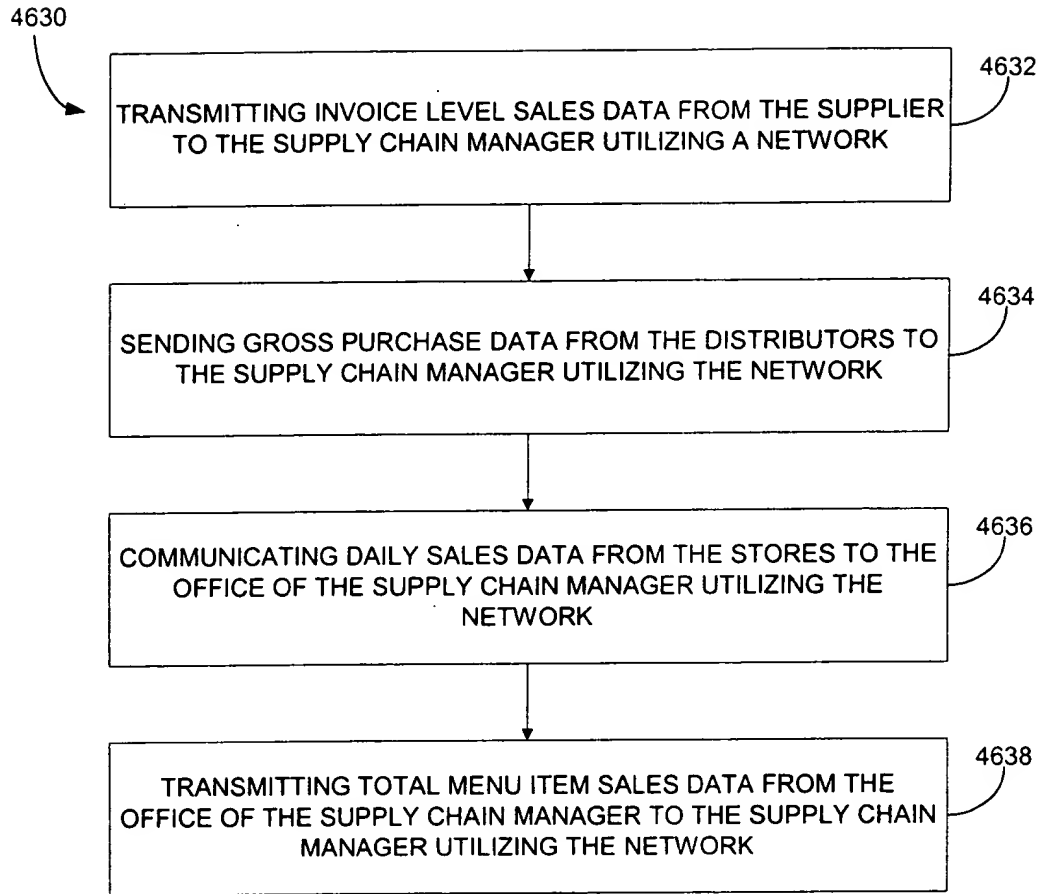 4630
4632
TRANSMITTING INVOICE LEVEL SALES DATA FROM THE SUPPLIER
TO THE SUPPLY CHAIN MANAGER UTILIZING A NETWORK
4634
SENDING GROSS PURCHASE DATA FROM THE DISTRIBUTORS TO
THE SUPPLY CHAIN MANAGER UTILIZING THE NETWORK
4636
COMMUNICATING DAILY SALES DATA FROM THE STORES TO THE
OFFICE OF THE SUPPLY CHAIN MANAGER UTILIZING THE
NETWORK
4638
TRANSMITTING TOTAL MENU ITEM SALES DATA FROM THE
OFFICE OF THE SUPPLY CHAIN MANAGER TO THE SUPPLY CHAIN
MANAGER UTILIZING THE NETWORK